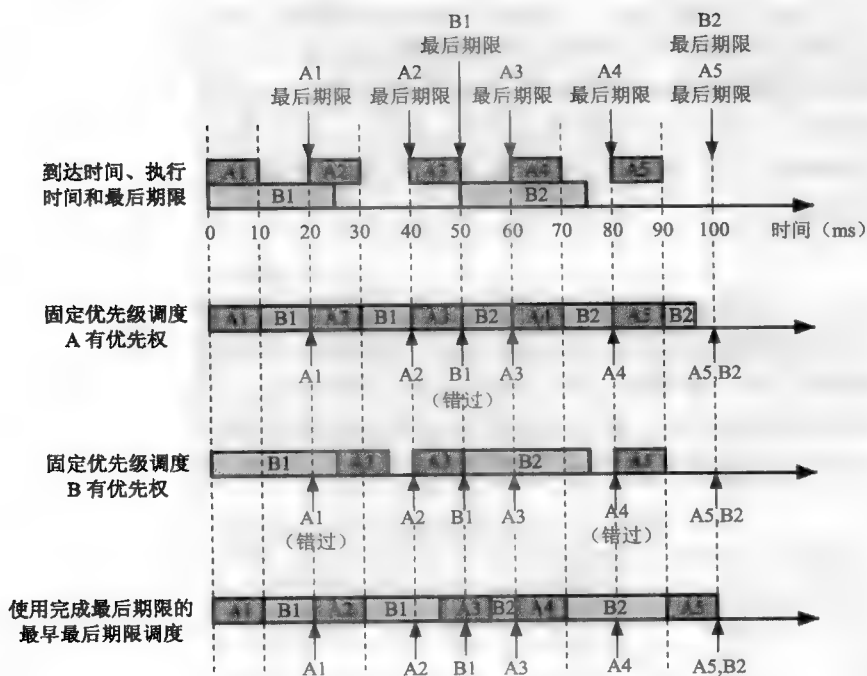 B1
最后期限
B2
最后期限
A1
最后期限
A2
最后期限
A3
最后期限
A4
最后期限
A5
最后期限
到达时间、执行
时间和最后期限
A1 A2 A3 A4 A5
B1 B2
0 10 20 30 40 50 60 70 80 90 100 时间（ms）
固定优先级调度
A 有优先权
A1 B1 A2 B1 A3 B2 A4 B2 A5 B2
A1 A2 B1 A3 A4 A5,B2
（错过）
固定优先级调度
B 有优先权
B1 A2 A3 B2 A5
A1 A2 B1 A3 A4 A5,B2
（错过） （错过）
使用完成最后期限的
最早最后期限调度
A1 B1 A2 B1 A3 B2 A4 B2 A5
A1 A2 B1 A3 A4 A5,B2